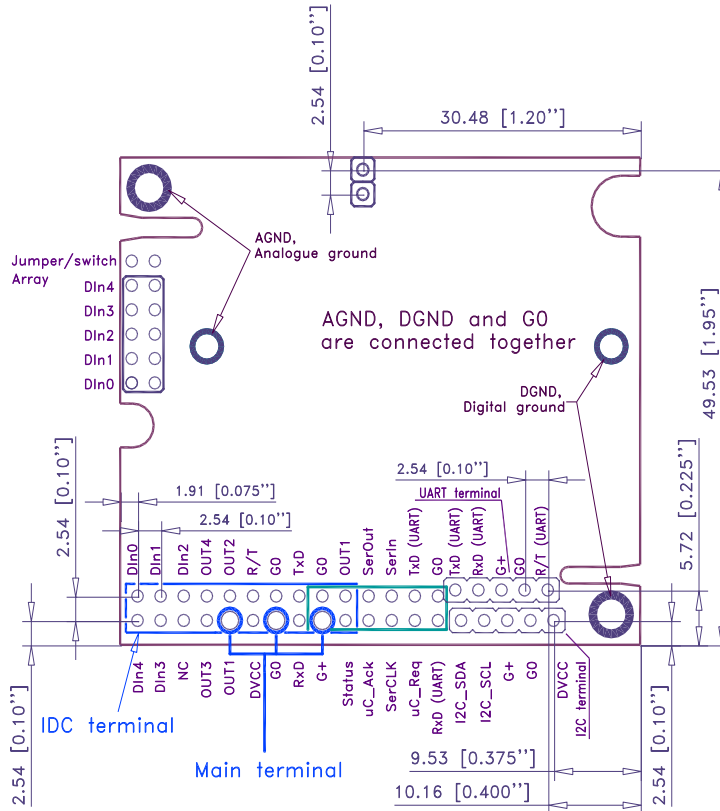 2.54 [0.10'']
30.48 [1.20'']
AGND,
Analogue ground
Jumper/switch
Array
DIn4
DIn3
DIn2
DIn1
DIn0
AGND, DGND and G0
are connected together
49.53 [1.95'']
DGND,
Digital ground
2.54 [0.10'']
1.91 [0.075'']
2.54 [0.10'']
2.54 [0.10'']
UART terminal
5.72 [0.225'']
DIn0
DIn1
DIn2
OUT4
OUT2
R/T
G0
TxD
G0
OUT1
SerOut
SerIn
TxD (UART)
G0
TxD (UART)
RxD (UART)
G+
G0
R/T (UART)
DIn4
DIn3
NC
OUT3
OUT1
DVCC
G0
RxD
G+
Status
uC_Ack
SerCLK
uC_Req
RxD (UART)
I2C_SDA
I2C_SCL
G+
G0
DVCC
I2C terminal
2.54 [0.10'']
IDC terminal
Main terminal
9.53 [0.375'']
10.16 [0.400'']
2.54 [0.10'']